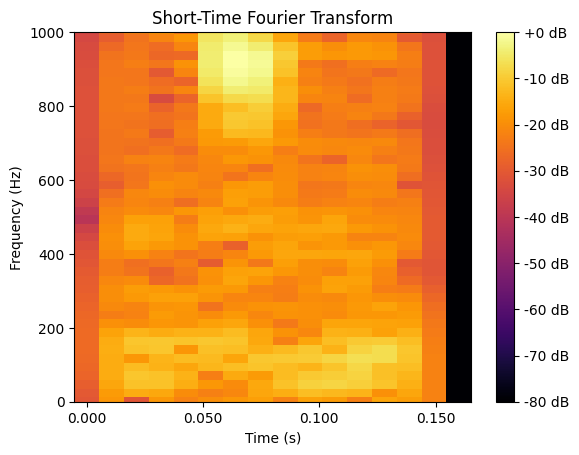 Short-Time Fourier Transform
1000
800
600
400
200
0
Frequency (Hz)
0.000
0.050
0.100
0.150
Time (s)
+0 dB
-10 dB
-20 dB
-30 dB
-40 dB
-50 dB
-60 dB
-70 dB
-80 dB